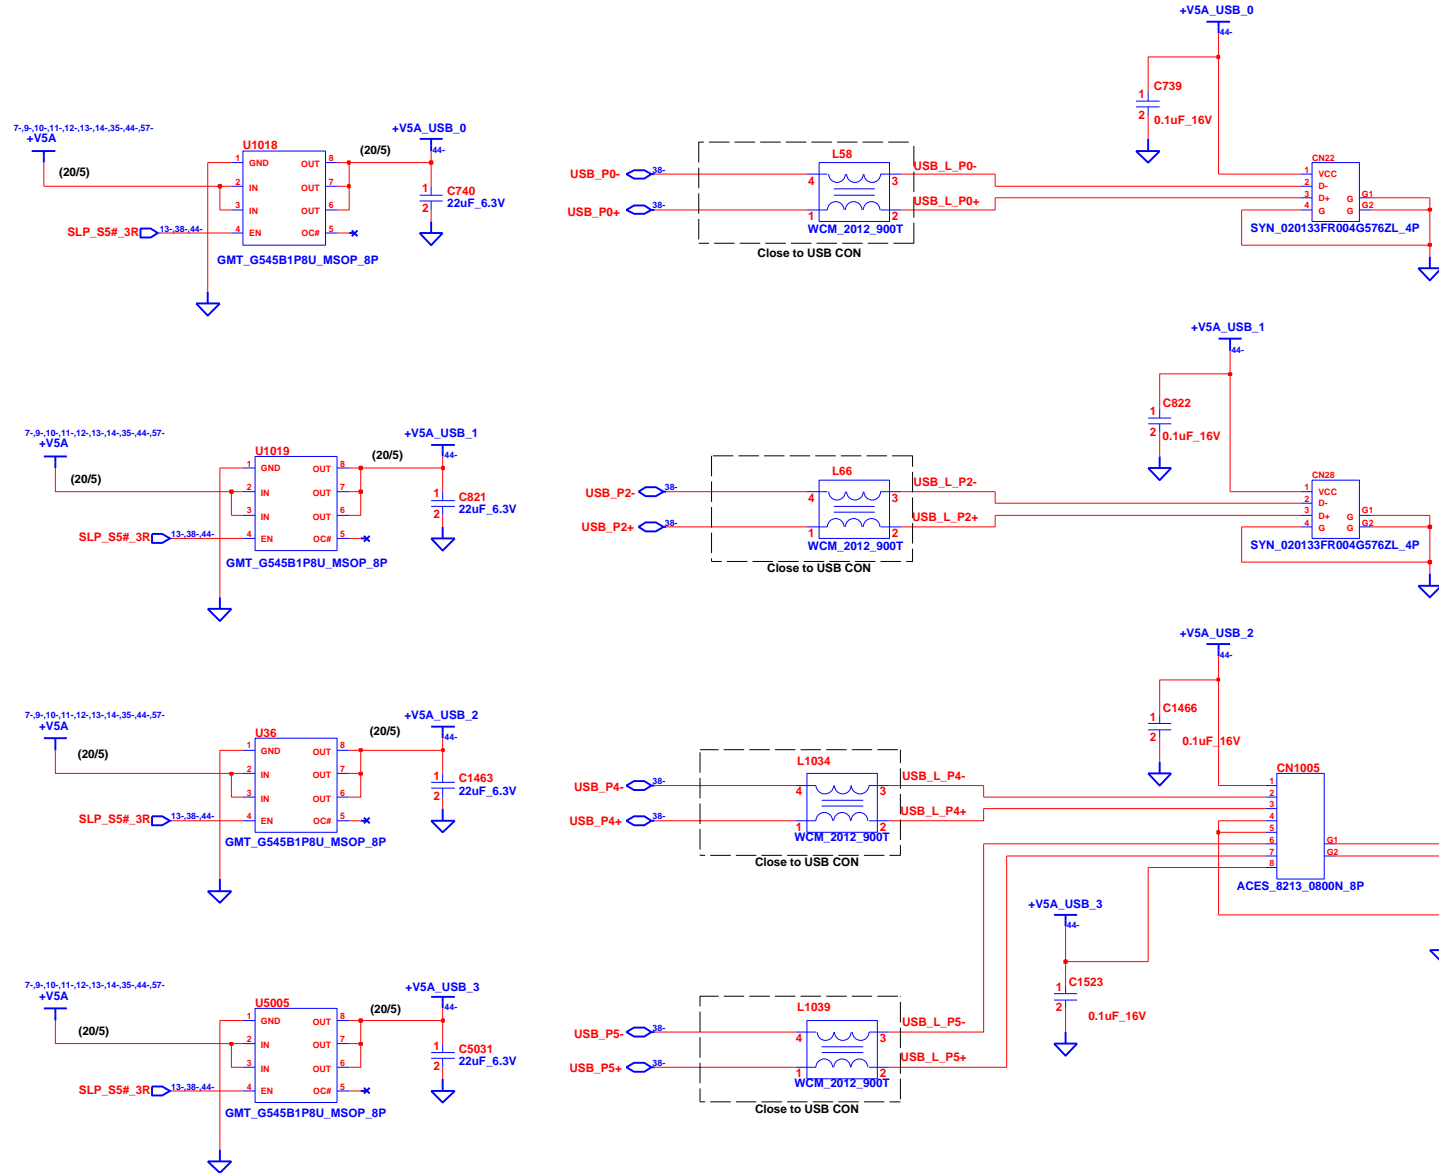 +V5A_USB_0
44-
C739
1
2
0.1uF_16V
7-,9-,10-,11-,12-,13-,14-,35-,44-,57-
+V5A
(20/5)
U1018
1 GND OUT 8
2 IN OUT 7
3 IN OUT 6
4 EN OC# 5
GMT_G545B1P8U_MSOP_8P
SLP_S5#_3R 13-,38-,44-
(20/5)
+V5A_USB_0
44-
1
2
C740
22uF_6.3V
L58
USB_P0- 38- 4 3 USB_L_P0-
USB_P0+ 38- 1 2 USB_L_P0+
WCM_2012_900T
Close to USB CON
CN22
1 VCC
2 D-
3 D+ G G1
4 G G G2
SYN_020133FR004G576ZL_4P
+V5A_USB_1
44-
C822
1
2
0.1uF_16V
7-,9-,10-,11-,12-,13-,14-,35-,44-,57-
+V5A
(20/5)
U1019
1 GND OUT 8
2 IN OUT 7
3 IN OUT 6
4 EN OC# 5
GMT_G545B1P8U_MSOP_8P
SLP_S5#_3R 13-,38-,44-
(20/5)
+V5A_USB_1
44-
1
2
C821
22uF_6.3V
L66
USB_P2- 38- 4 3 USB_L_P2-
USB_P2+ 38- 1 2 USB_L_P2+
WCM_2012_900T
Close to USB CON
CN28
1 VCC
2 D-
3 D+ G G1
4 G G G2
SYN_020133FR004G576ZL_4P
+V5A_USB_2
44-
C1466
1
2
0.1uF_16V
7-,9-,10-,11-,12-,13-,14-,35-,44-,57-
+V5A
(20/5)
U36
1 GND OUT 8
2 IN OUT 7
3 IN OUT 6
4 EN OC# 5
GMT_G545B1P8U_MSOP_8P
SLP_S5#_3R 13-,38-,44-
(20/5)
+V5A_USB_2
44-
1
2
C1463
22uF_6.3V
L1034
USB_P4- 38- 4 3 USB_L_P4-
USB_P4+ 38- 1 2 USB_L_P4+
WCM_2012_900T
Close to USB CON
CN1005
1
2
3
4
5
6 G1
7 G2
8
ACES_8213_0800N_8P
+V5A_USB_3
44-
1
2
C1523
0.1uF_16V
7-,9-,10-,11-,12-,13-,14-,35-,44-,57-
+V5A
(20/5)
U5005
1 GND OUT 8
2 IN OUT 7
3 IN OUT 6
4 EN OC# 5
GMT_G545B1P8U_MSOP_8P
SLP_S5#_3R 13-,38-,44-
(20/5)
+V5A_USB_3
44-
1
2
C5031
22uF_6.3V
L1039
USB_P5- 38- 4 3 USB_L_P5-
USB_P5+ 38- 1 2 USB_L_P5+
WCM_2012_900T
Close to USB CON